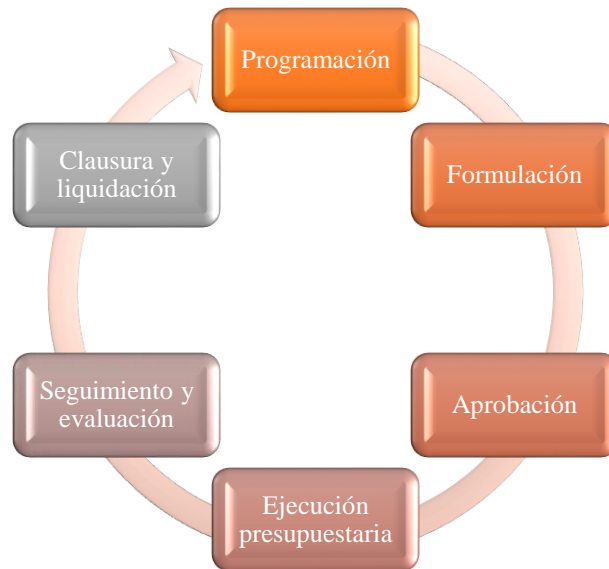 Programación
Formulación
Aprobación
Ejecución
presupuestaria
Seguimiento y
evaluación
Clausura y
liquidación